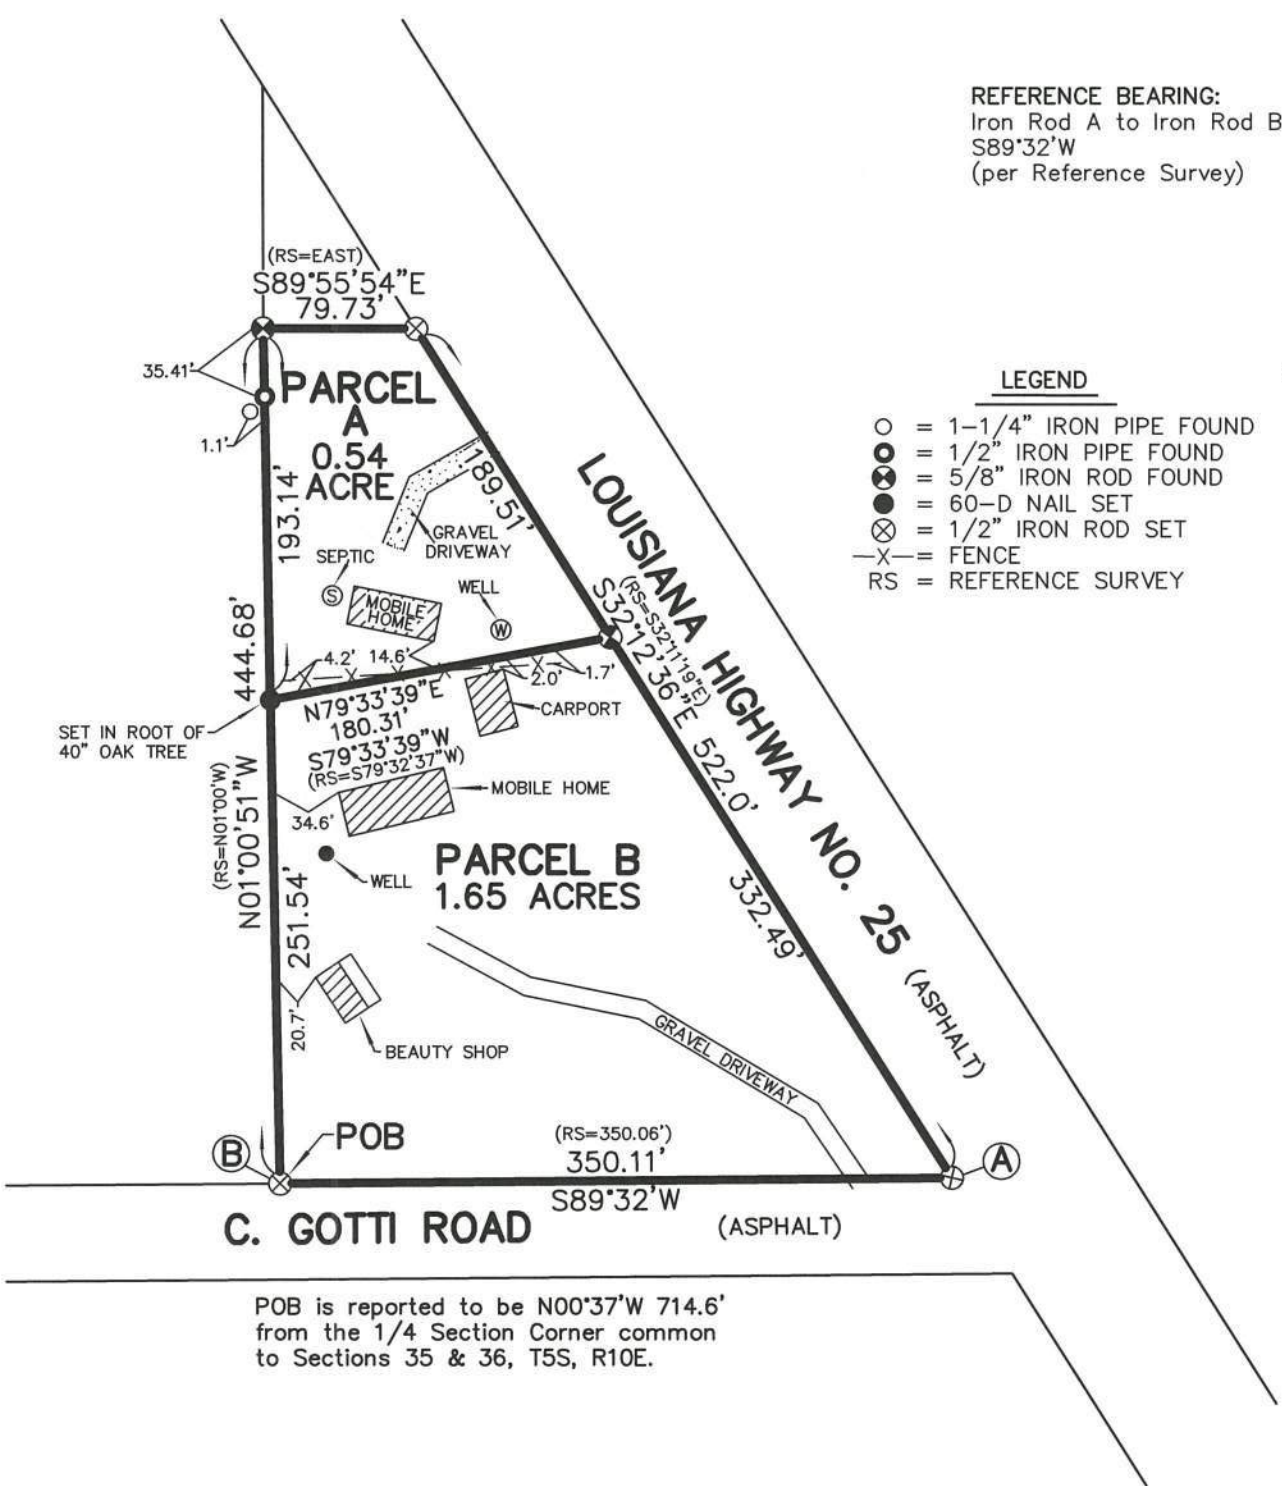 REFERENCE BEARING:
Iron Rod A to Iron Rod B
S89°32'W
(per Reference Survey)
(RS=EAST)
S89°55'54"E
79.73'
35.41'
1.1'
PARCEL
A
0.54
ACRE
193.14'
189.51'
GRAVEL
DRIVEWAY
SEPTIC
S
MOBILE
HOME
WELL
W
LEGEND
= 1-1/4" IRON PIPE FOUND
= 1/2" IRON PIPE FOUND
= 5/8" IRON ROD FOUND
= 60-D NAIL SET
= 1/2" IRON ROD SET
—X— = FENCE
RS = REFERENCE SURVEY
LOUISIANA HIGHWAY NO. 25 (ASPHALT)
(RS=S32°11'19"E)
S32°12'36"E 522.0'
444.68'
4.2'
14.6'
2.0'
1.7'
N79°33'39"E
180.31'
S79°33'39"W
(RS=S79°32'37"W)
CARPORT
SET IN ROOT OF
40" OAK TREE
(RS=N01°00'W)
N01°00'51"W
MOBILE HOME
34.6'
WELL
PARCEL B
1.65 ACRES
332.49'
251.54'
20.7'
BEAUTY SHOP
GRAVEL DRIVEWAY
B
POB
(RS=350.06')
350.11'
S89°32'W
A
C. GOTTI ROAD
(ASPHALT)
POB is reported to be N00°37'W 714.6'
from the 1/4 Section Corner common
to Sections 35 & 36, T5S, R10E.